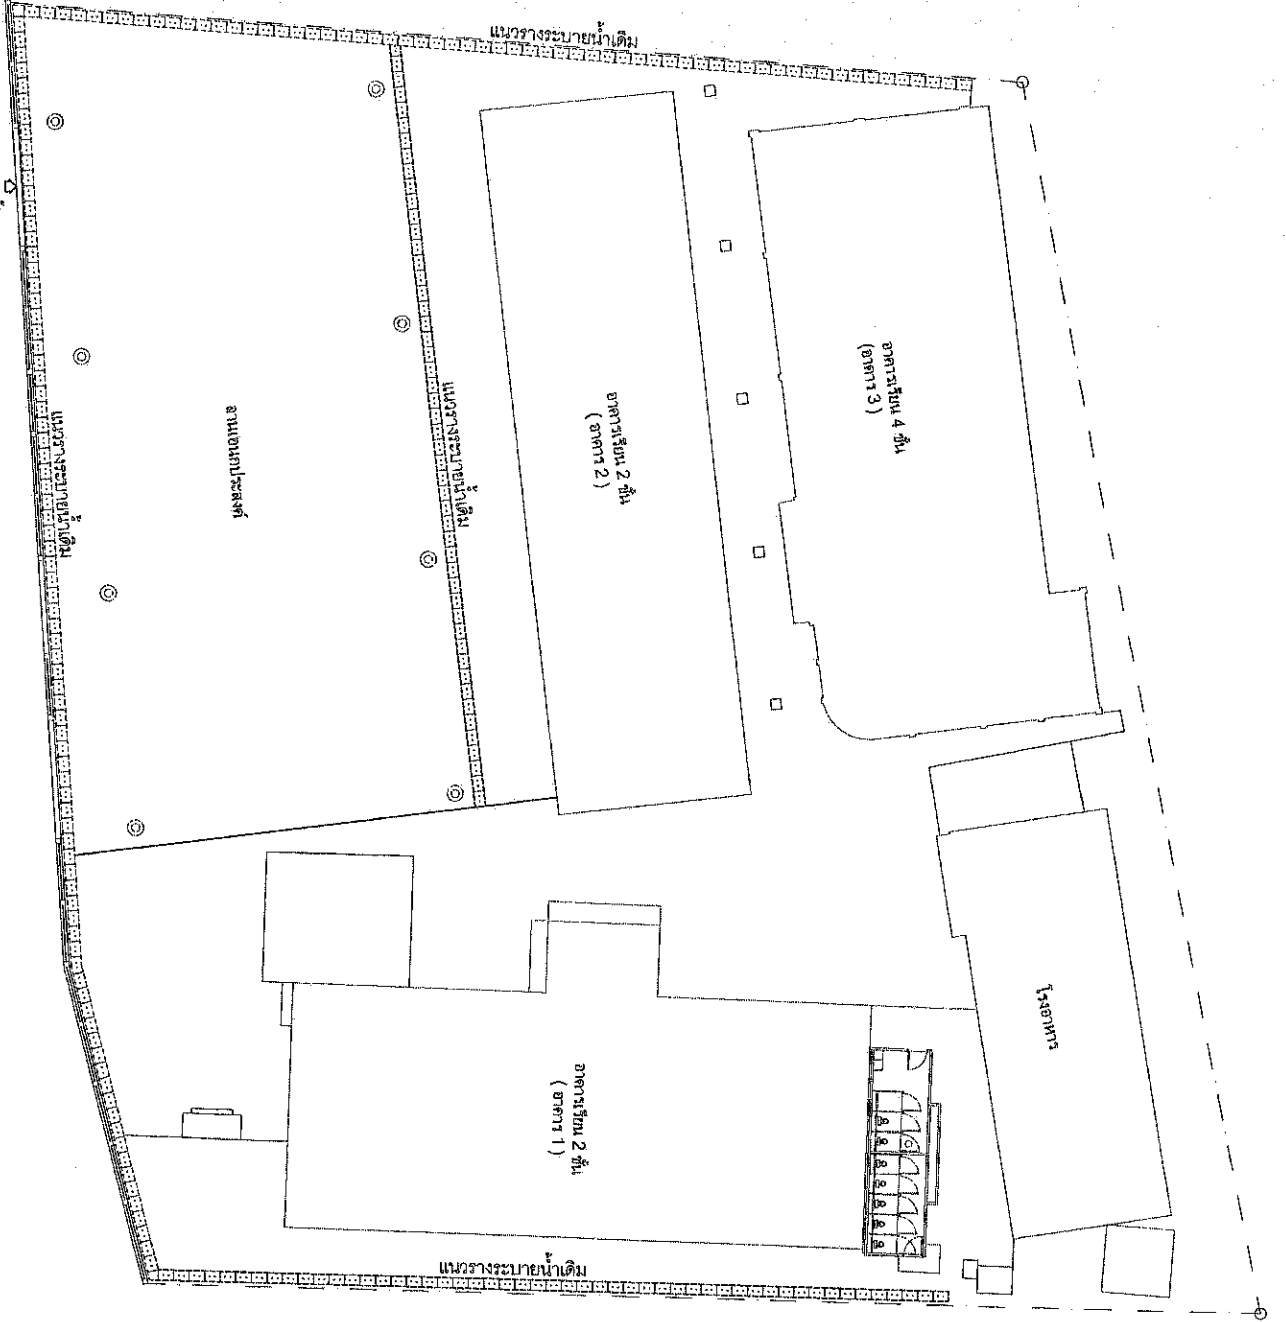 แนวรางระบายน้ำเดิม
อาคารเรียน 4 ชั้น
(อาคาร 3)
อาคารเรียน 2 ชั้น
( อาคาร 2 )
แนวรางระบายน้ำเดิม
ลานเอนกประสงค์
แนวรางระบายน้ำเดิม
โรงอาหาร
อาคารเรียน 2 ชั้น
( อาคาร 1 )
แนวรางระบายน้ำเดิม